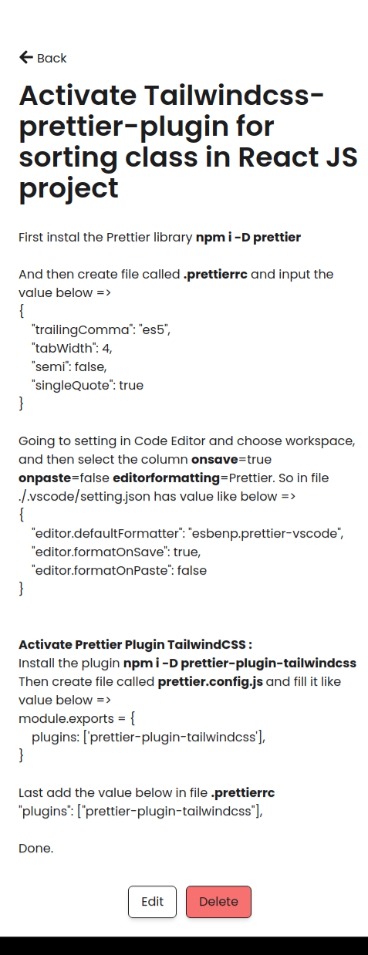 Back
Activate Tailwindcss-
prettier-plugin for
sorting class in React JS
project
First instal the Prettier library npm i -D prettier
And then create file called .prettierrc and input the
value below =>
{
"trailingComma": "es5",
"tabWidth": 4,
"semi": false,
"singleQuote": true
}
Going to setting in Code Editor and choose workspace,
and then select the column onsave=true
onpaste=false editorformatting=Prettier. So in file
./.vscode/setting.json has value like below =>
{
"editor.defaultFormatter": "esbenp.prettier-vscode",
"editor.formatOnSave": true,
"editor.formatOnPaste": false
}
Activate Prettier Plugin TailwindCSS :
Install the plugin npm i -D prettier-plugin-tailwindcss
Then create file called prettier.config.js and fill it like
value below =>
module.exports = {
plugins: ['prettier-plugin-tailwindcss'],
}
Last add the value below in file .prettierrc
"plugins": ["prettier-plugin-tailwindcss"],
Done.
Edit Delete